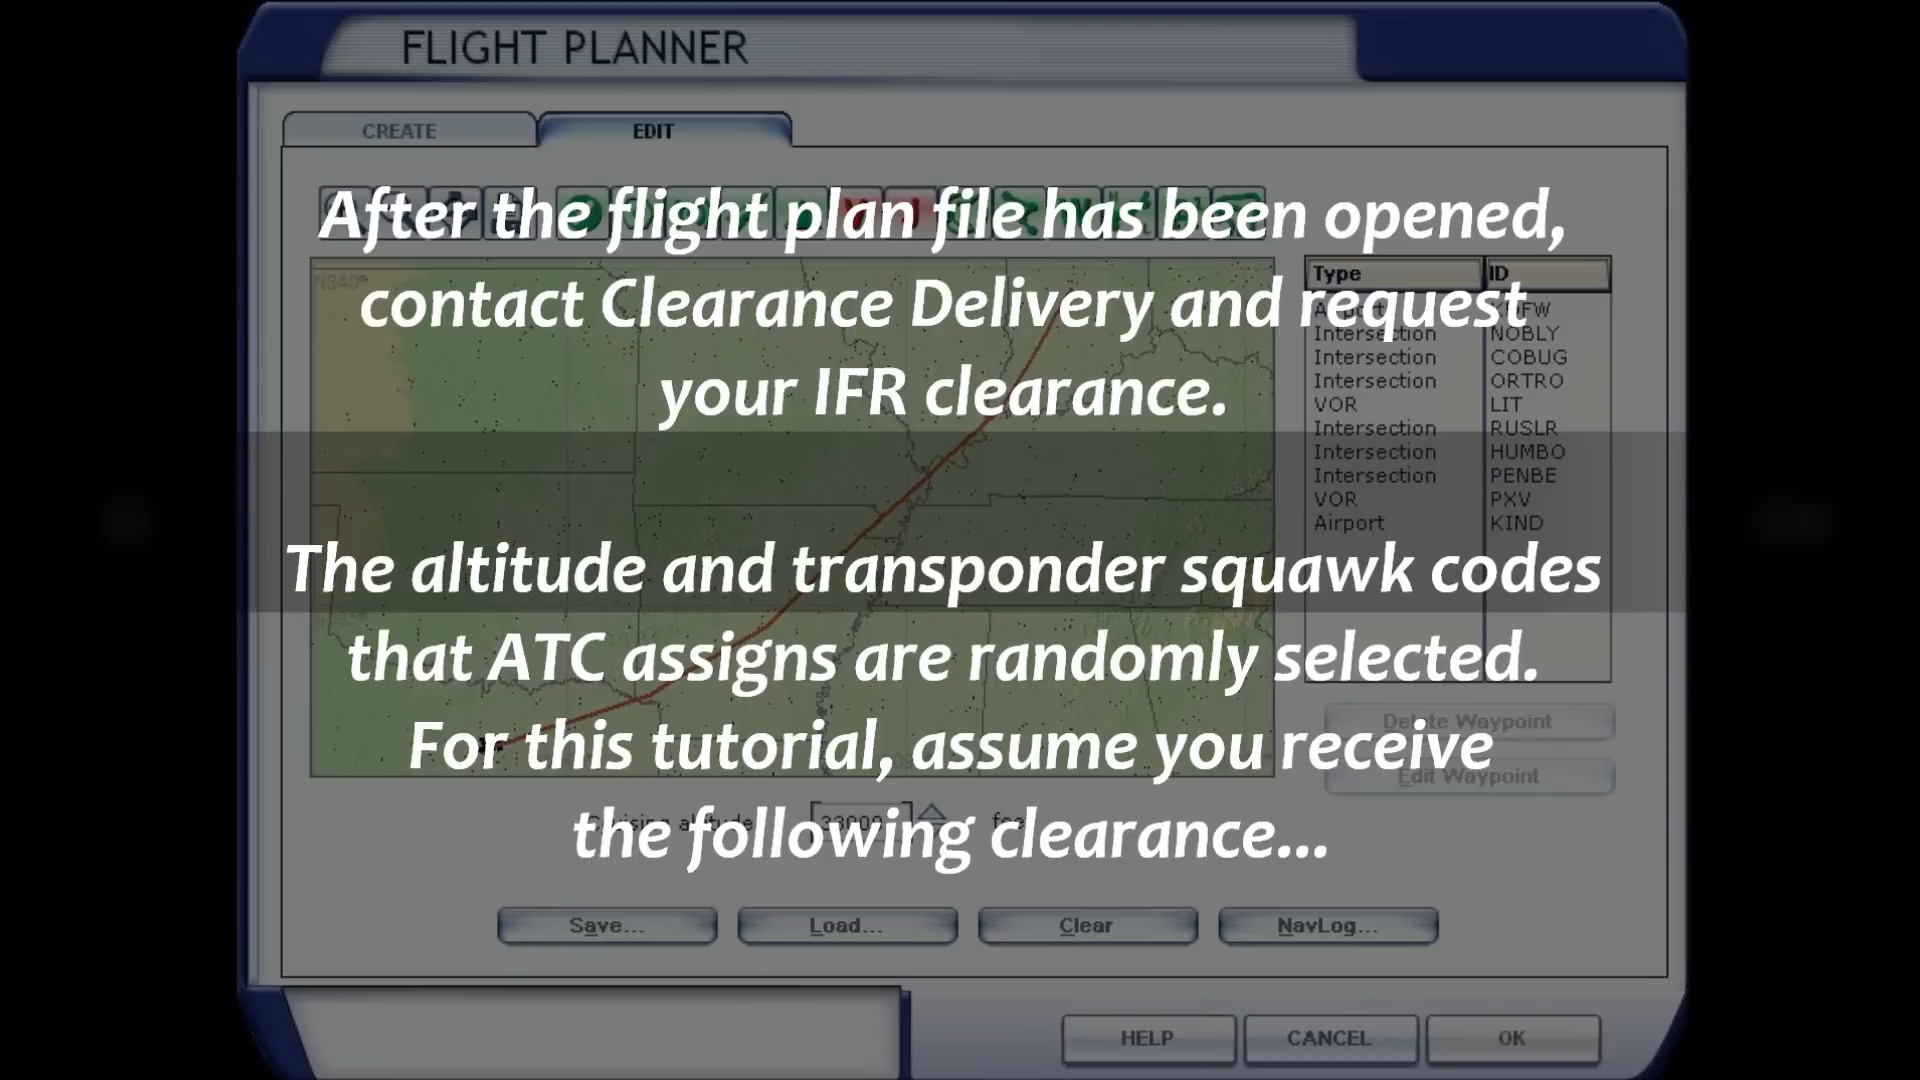 FLIGHT PLANNER
CREATE
EDIT
After the flight plan file has been opened,
contact Clearance Delivery and request
your IFR clearance.
The altitude and transponder squawk codes
that ATC assigns are randomly selected.
For this tutorial, assume you receive
the following clearance...
Type ID
Airport
Intersection NOBLY
Intersection COBUG
Intersection ORTRO
VOR LIT
Intersection RUSLR
Intersection HUMBO
Intersection PENBE
VOR PXV
Airport KIND
Delete Waypoint
Edit Waypoint
Save...
Load...
Clear
NavLog...
HELP
CANCEL
OK